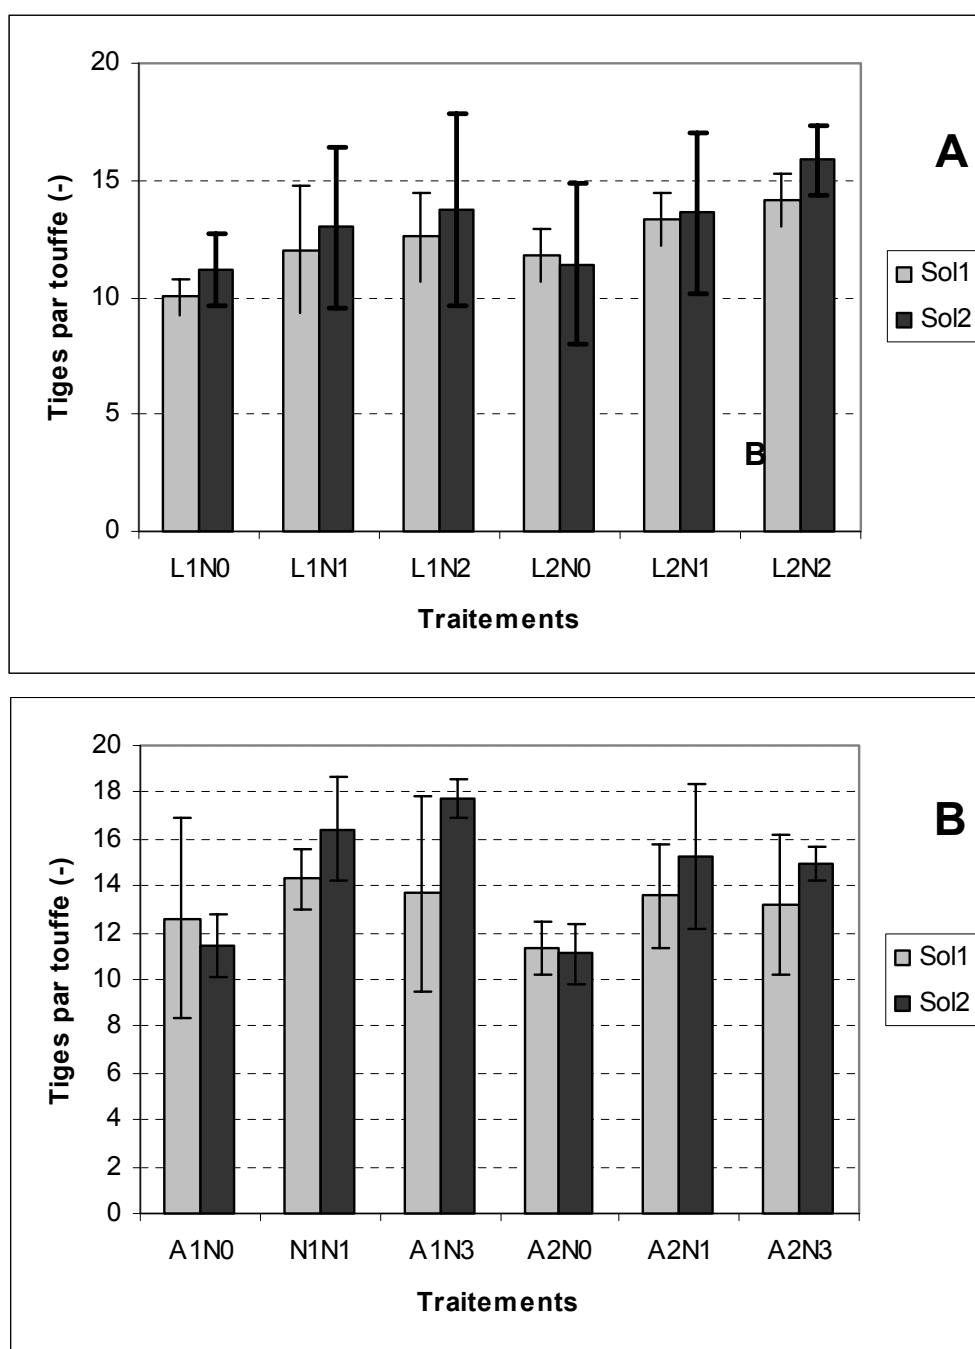 20
A
15
Tiges par touffe (-)
Sol1
10
Sol2
5
B
0
L1N0 L1N1 L1N2 L2N0 L2N1 L2N2
Traitements
20
18
B
16
14
Tiges par touffe (-)
12
Sol1
10
Sol2
8
6
4
2
0
A1N0 N1N1 A1N3 A2N0 A2N1 A2N3
Traitements